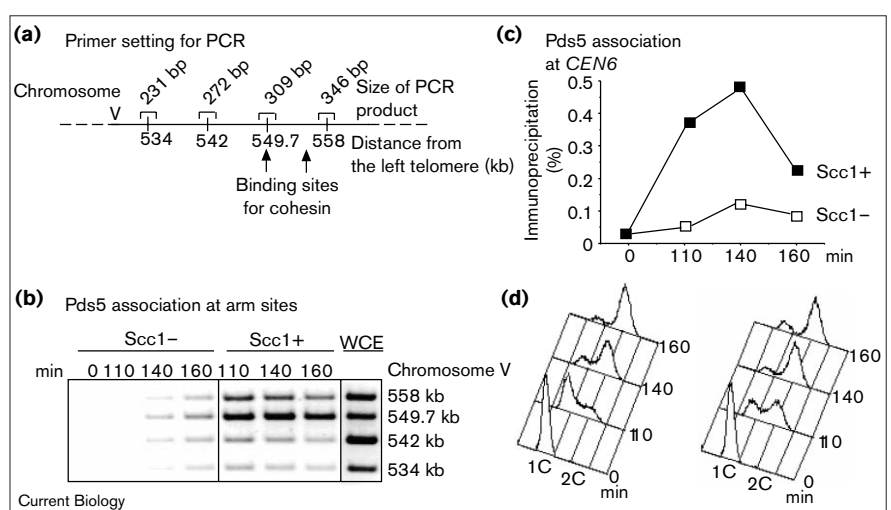 (a) Primer setting for PCR
231 bp 272 bp 309 bp 346 bp
Chromosome V
Size of PCR product
534 542 549.7 558
Distance from the left telomere (kb)
Binding sites for cohesin
(b) Pds5 association at arm sites
Scc1− Scc1+ WCE
min 0 110 140 160 110 140 160 Chromosome V
558 kb
549.7 kb
542 kb
534 kb
Current Biology
(c) Pds5 association at CEN6
Immunoprecipitation (%)
0.5
0.4
0.3
0.2
0.1
0
Scc1+
Scc1−
0 110 140 160 min
(d)
160
140
110
0
1C 2C min
160
140
110
0
1C 2C min